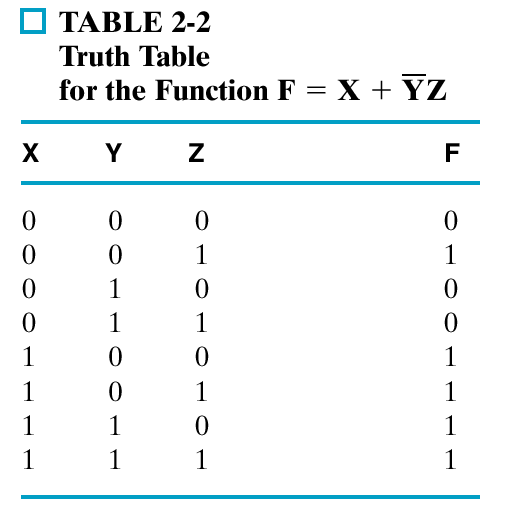 TABLE 2-2
Truth Table
for the Function F = X + Y̅Z
X Y Z F
0 0 0 0
0 0 1 1
0 1 0 0
0 1 1 0
1 0 0 1
1 0 1 1
1 1 0 1
1 1 1 1